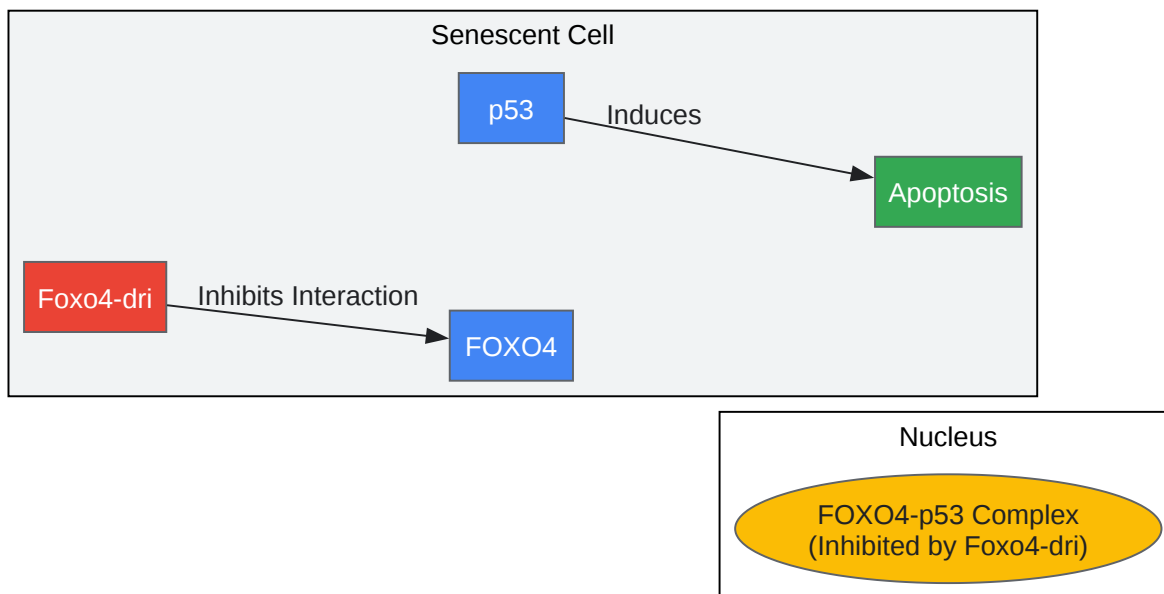 Senescent Cell
p53
Induces
Apoptosis
Foxo4-dri
Inhibits Interaction
FOXO4
Nucleus
FOXO4-p53 Complex
(Inhibited by Foxo4-dri)